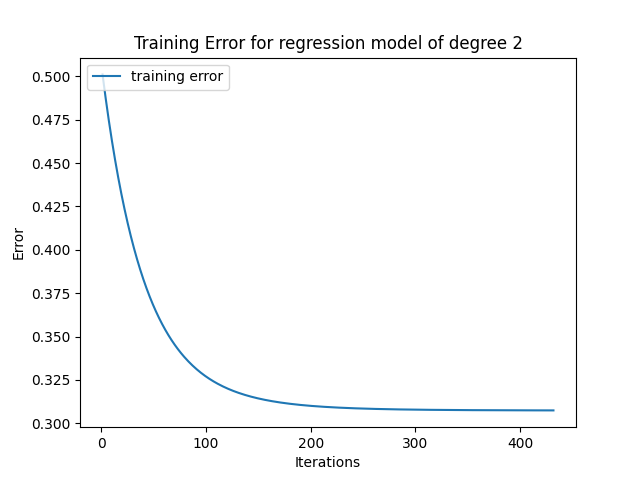 Training Error for regression model of degree 2
training error
0.500
0.475
0.450
0.425
0.400
0.375
0.350
0.325
0.300
Error
0 100 200 300 400
Iterations